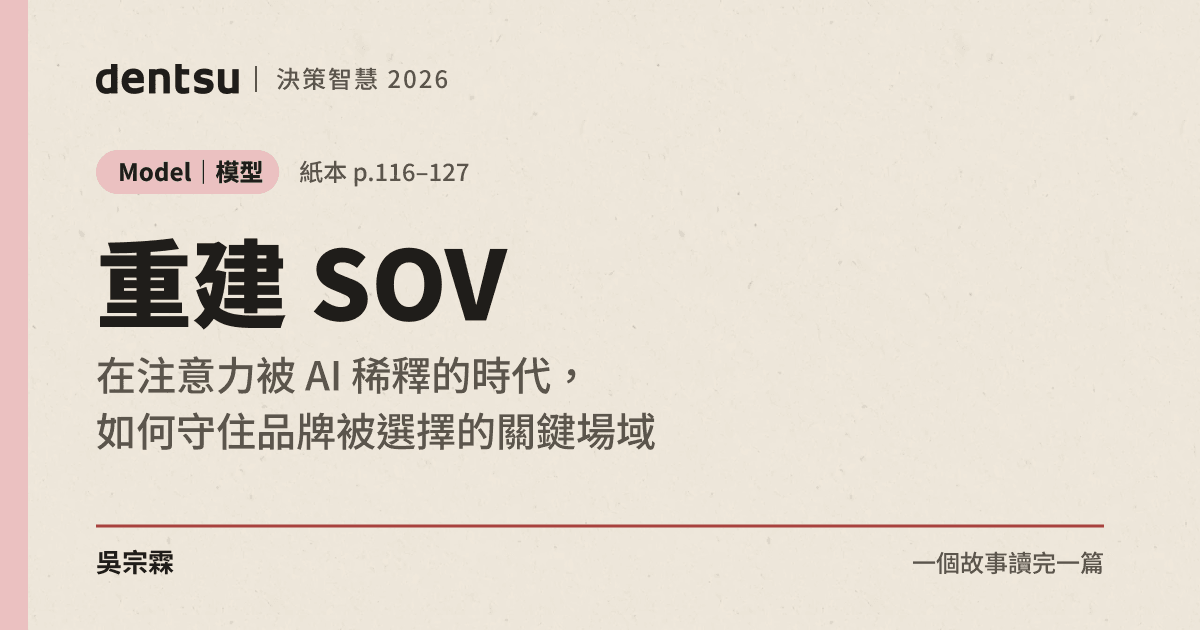 dentsu｜決策智慧 2026
Model｜模型 紙本 p.116–127
重建 SOV
在注意力被 AI 稀釋的時代，
如何守住品牌被選擇的關鍵場域
吳宗霖 一個故事讀完一篇